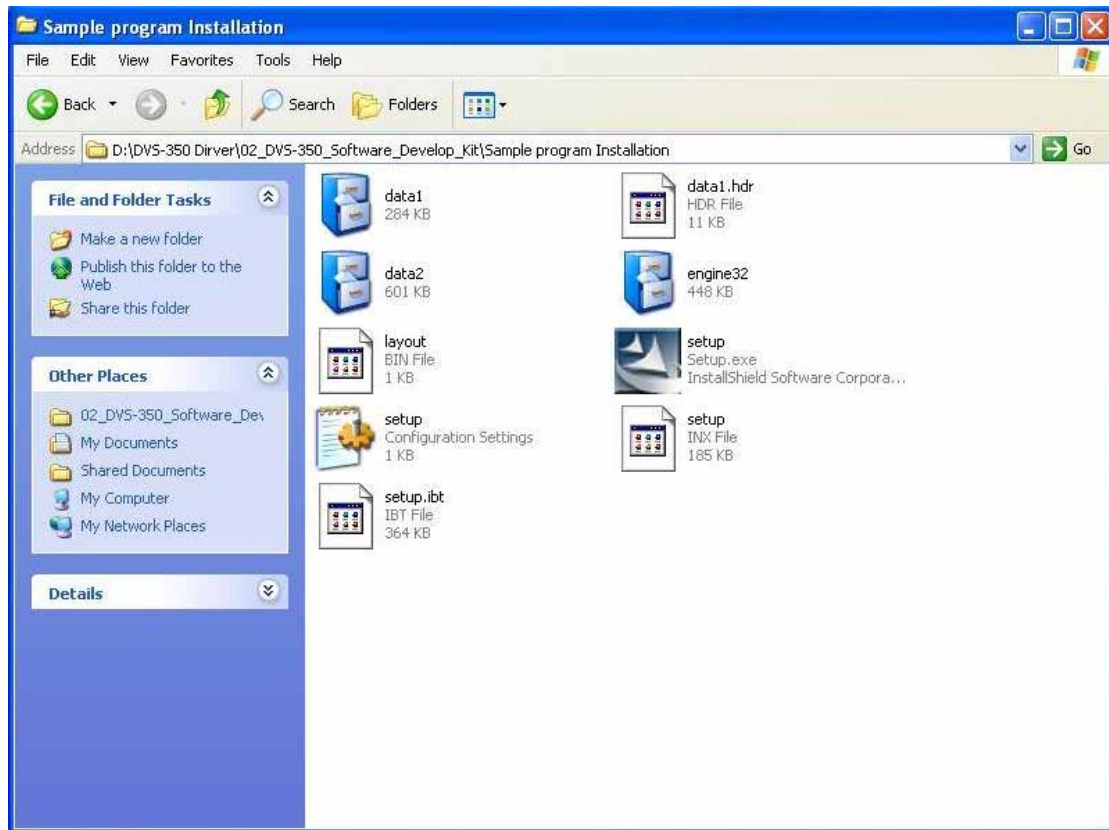 Sample program Installation
File Edit View Favorites Tools Help
Back Search Folders
Address D:\DVS-350 Dirver\02_DVS-350_Software_Develop_Kit\Sample program Installation Go
File and Folder Tasks
Make a new folder
Publish this folder to the
Web
Share this folder
Other Places
02_DVS-350_Software_Dev
My Documents
Shared Documents
My Computer
My Network Places
Details
data1
284 KB
data1.hdr
HDR File
11 KB
data2
601 KB
engine32
448 KB
layout
BIN File
1 KB
setup
Setup.exe
InstallShield Software Corpora...
setup
Configuration Settings
1 KB
setup
INX File
185 KB
setup.ibt
IBT File
364 KB